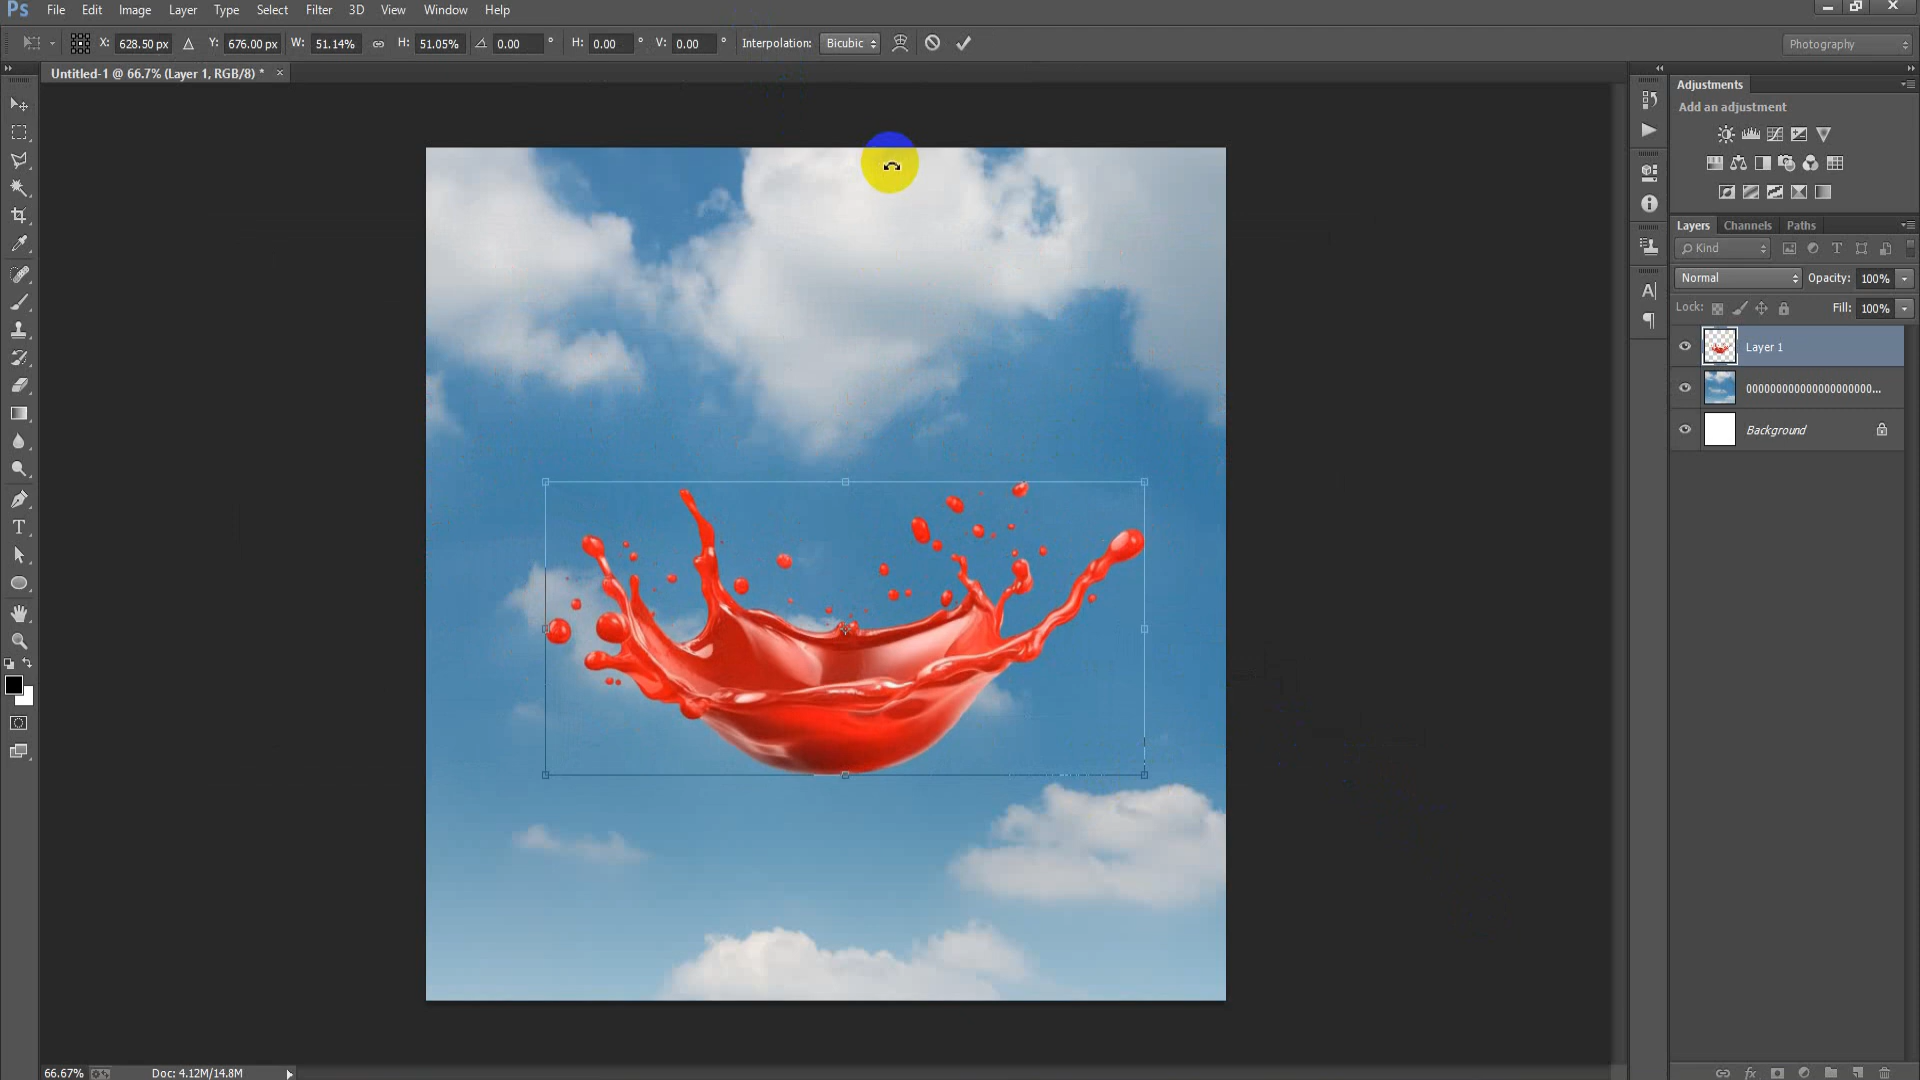 Ps File Edit Image Layer Type Select Filter 3D View Window Help
X: 628.50 px Y: 676.00 px W: 51.14% H: 51.05% 0.00 ° H: 0.00 ° V: 0.00 ° Interpolation: Bicubic Photography
Untitled-1 @ 66.7% (Layer 1, RGB/8) * ×
Adjustments
Add an adjustment
Layers Channels Paths
Kind
Normal Opacity: 100%
Lock: Fill: 100%
Layer 1
Background
66.67% Doc: 4.12M/14.8M